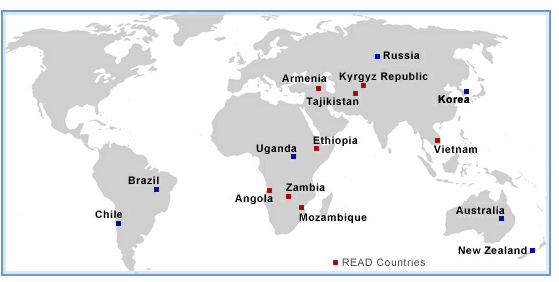 Russia
Armenia
Kyrgyz Republic
Tajikistan
Korea
Ethiopia
Uganda
Vietnam
Brazil
Zambia
Angola
Chile
Mozambique
Australia
New Zealand
READ Countries